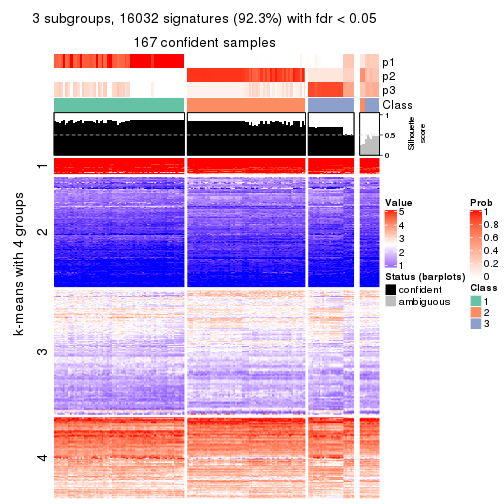 3 subgroups, 16032 signatures (92.3%) with fdr < 0.05
167 confident samples
p1
p2
p3
Class
1
0.5
0
Silhouette
score
k-means with 4 groups
1
2
3
4
Value
5
4
3
2
1
Status (barplots)
confident
ambiguous
Prob
1
0.8
0.6
0.4
0.2
0
Class
1
2
3